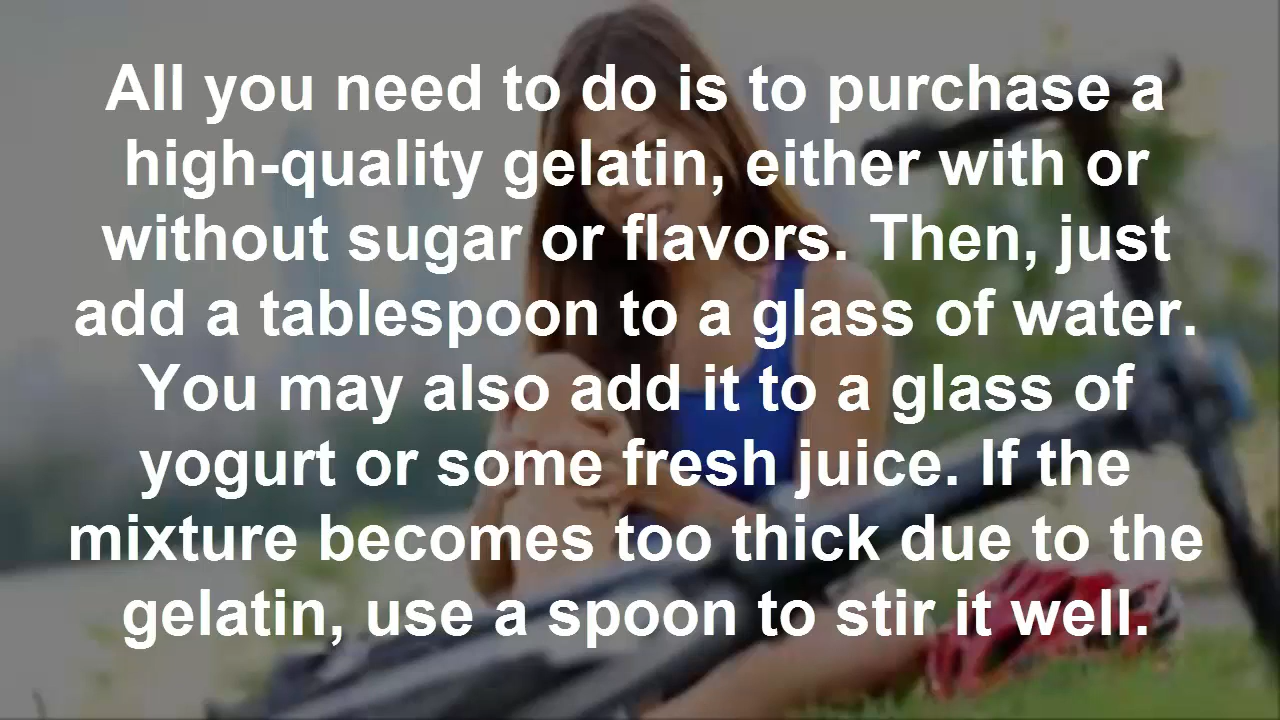 All you need to do is to purchase a
high-quality gelatin, either with or
without sugar or flavors. Then, just
add a tablespoon to a glass of water.
You may also add it to a glass of
yogurt or some fresh juice. If the
mixture becomes too thick due to the
gelatin, use a spoon to stir it well.